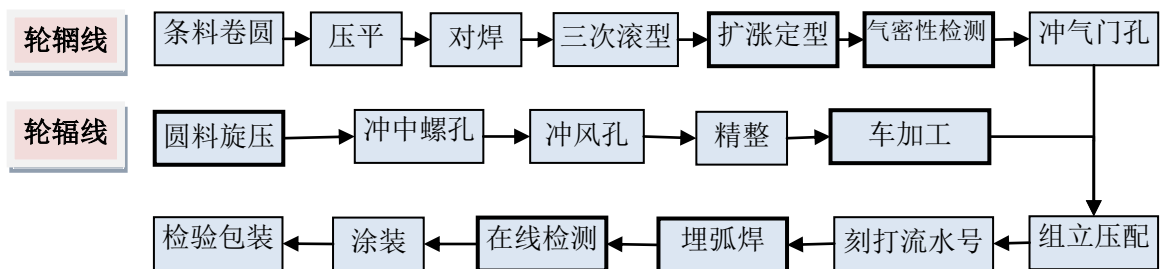 轮辋线 条料卷圆 压平 对焊 三次滚型 扩涨定型 气密性检测 冲气门孔
轮辐线 圆料旋压 冲中螺孔 冲风孔 精整 车加工
检验包装 涂装 在线检测 埋弧焊 刻打流水号 组立压配